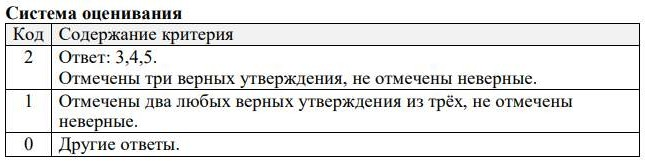 Система оценивания
Код Содержание критерия
2 Ответ: 3,4,5.
Отмечены три верных утверждения, не отмечены неверные.
1 Отмечены два любых верных утверждения из трёх, не отмечены
неверные.
0 Другие ответы.